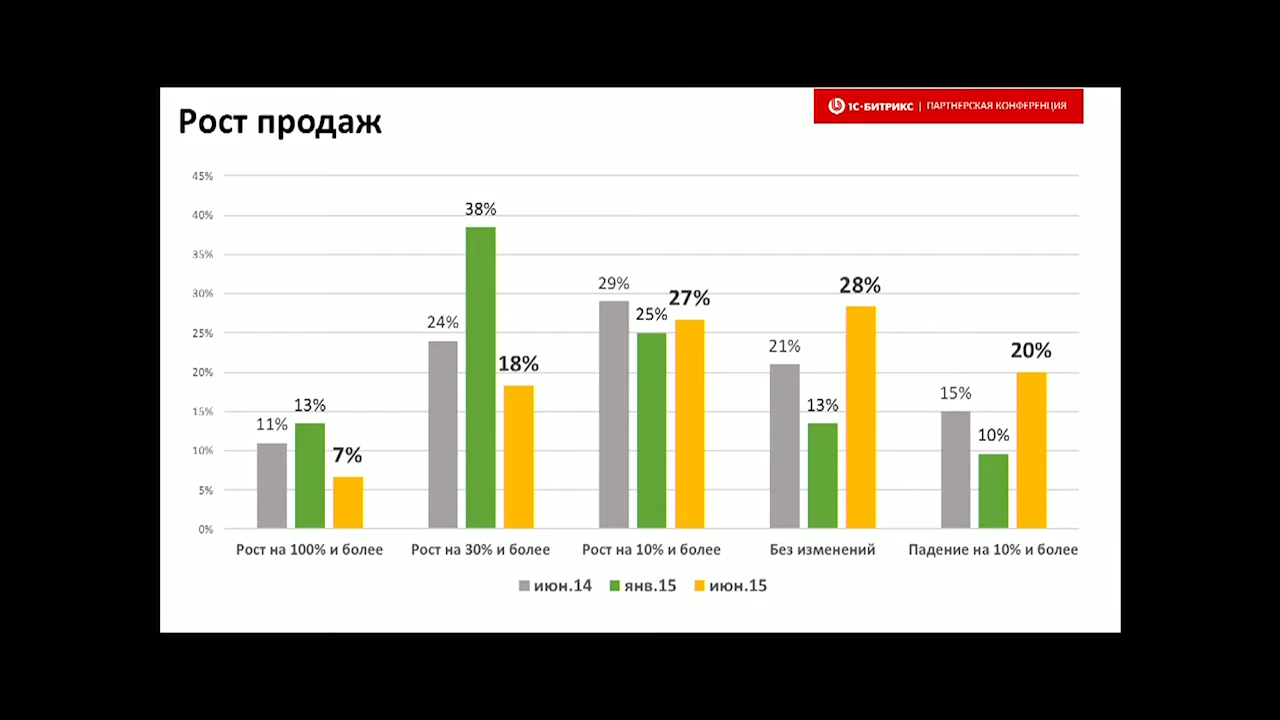 1С-БИТРИКС | ПАРТНЕРСКАЯ КОНФЕРЕНЦИЯ
Рост продаж
45%
40%
35%
30%
25%
20%
15%
10%
5%
0%
11%
13%
7%
24%
38%
18%
29%
25%
27%
21%
13%
28%
15%
10%
20%
Рост на 100% и более
Рост на 30% и более
Рост на 10% и более
Без изменений
Падение на 10% и более
июн.14
янв.15
июн.15